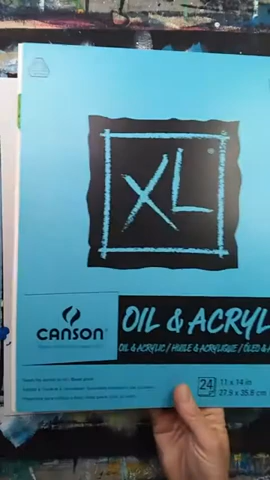 XL
®
CANSON
OIL & ACRYL
OIL & ACRYLIC / HUILE & ACRYLIQUE / ÓLEO & A
24
11 x 14 in
27.9 x 35.6 cm